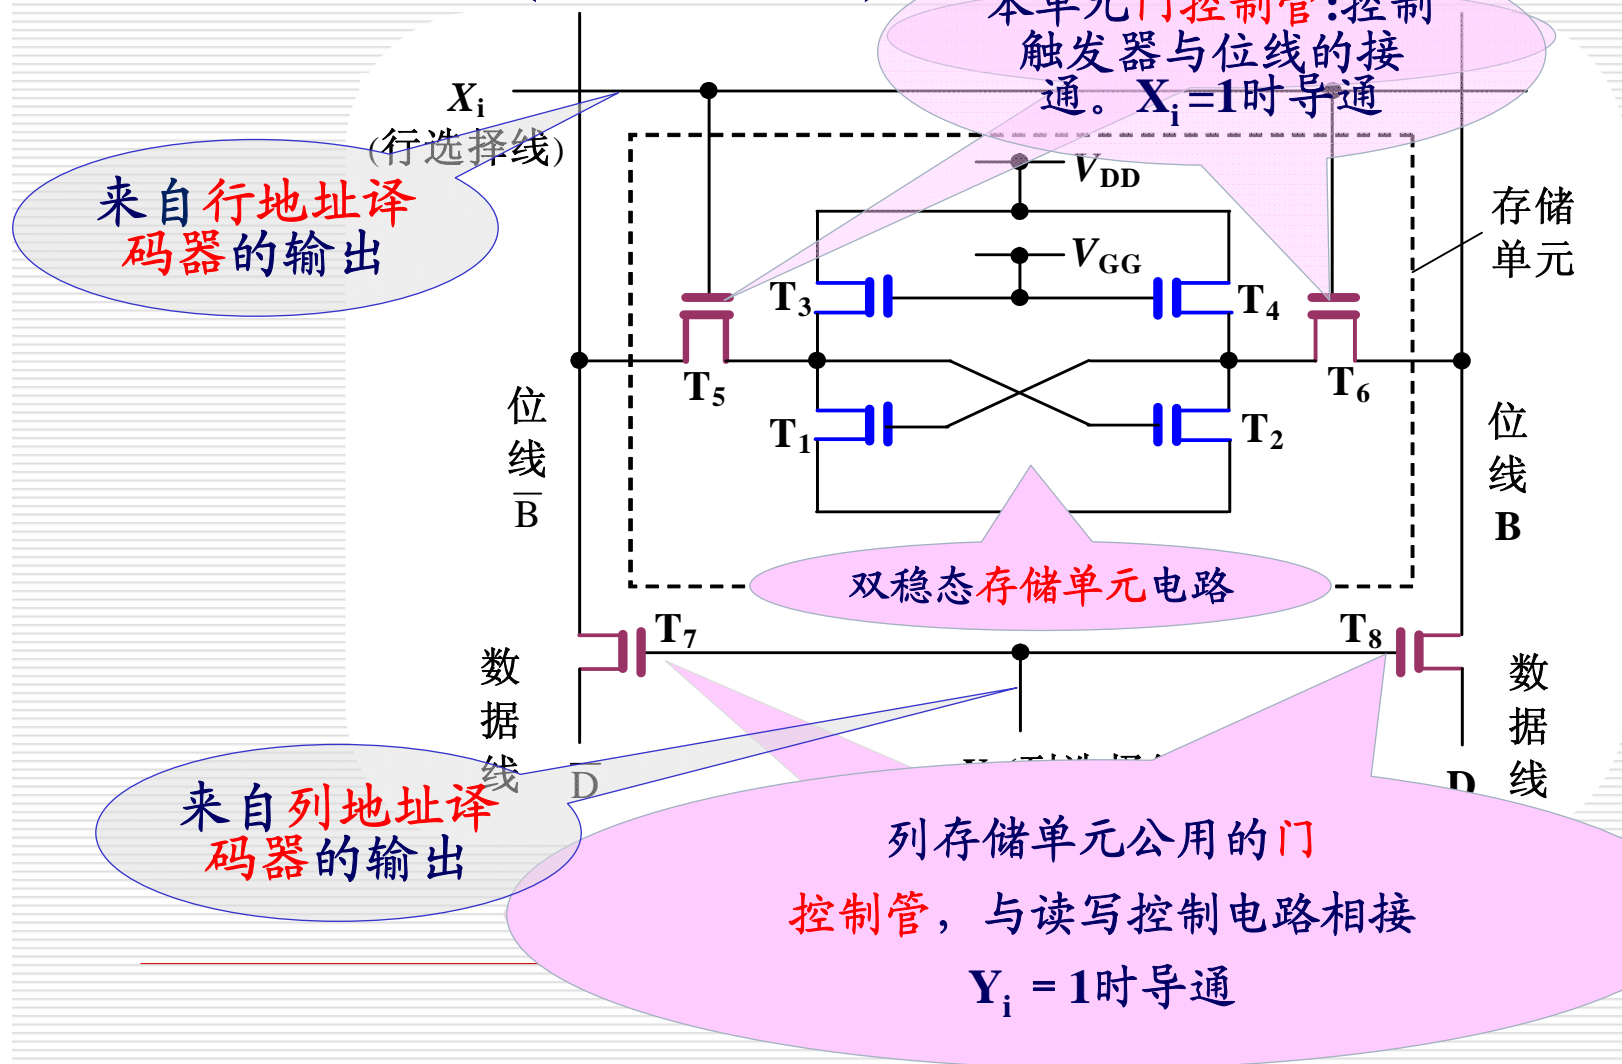 本单元门控制管:控制
触发器与位线的接
通。Xi =1时导通
Xi
(行选择线)
来自行地址译
码器的输出
VDD
VGG
存储
单元
T3
T4
T5
T6
T1
T2
位
线
B̅
位
线
B
双稳态存储单元电路
T7
T8
数
据
线
D̅
数
据
线
D
来自列地址译
码器的输出
列存储单元公用的门
控制管，与读写控制电路相接
Yi = 1时导通